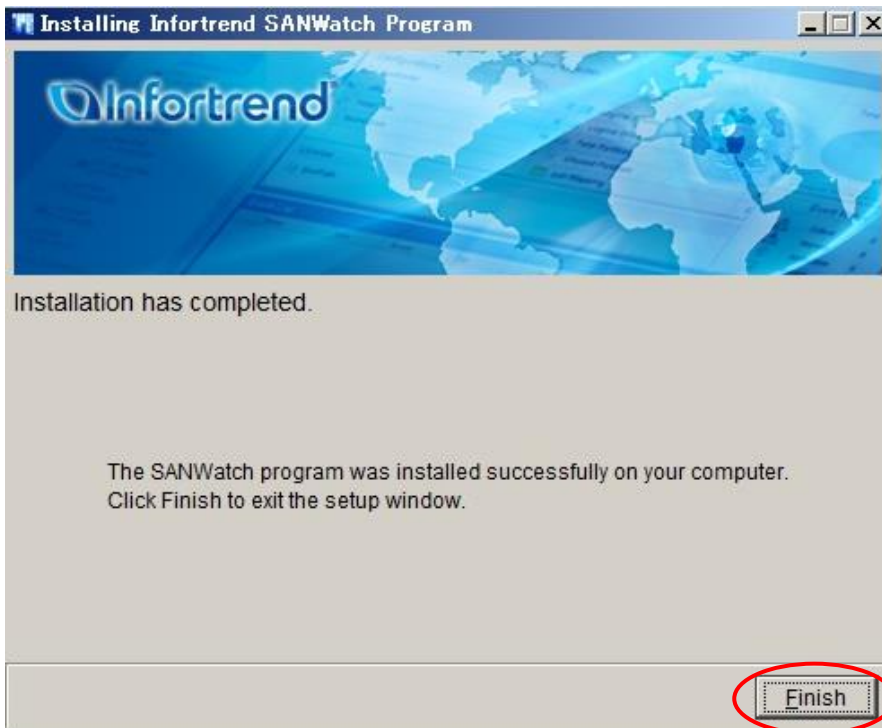 Installing Infortrend SANWatch Program
Infortrend
Installation has completed.
The SANWatch program was installed successfully on your computer.
Click Finish to exit the setup window.
Finish